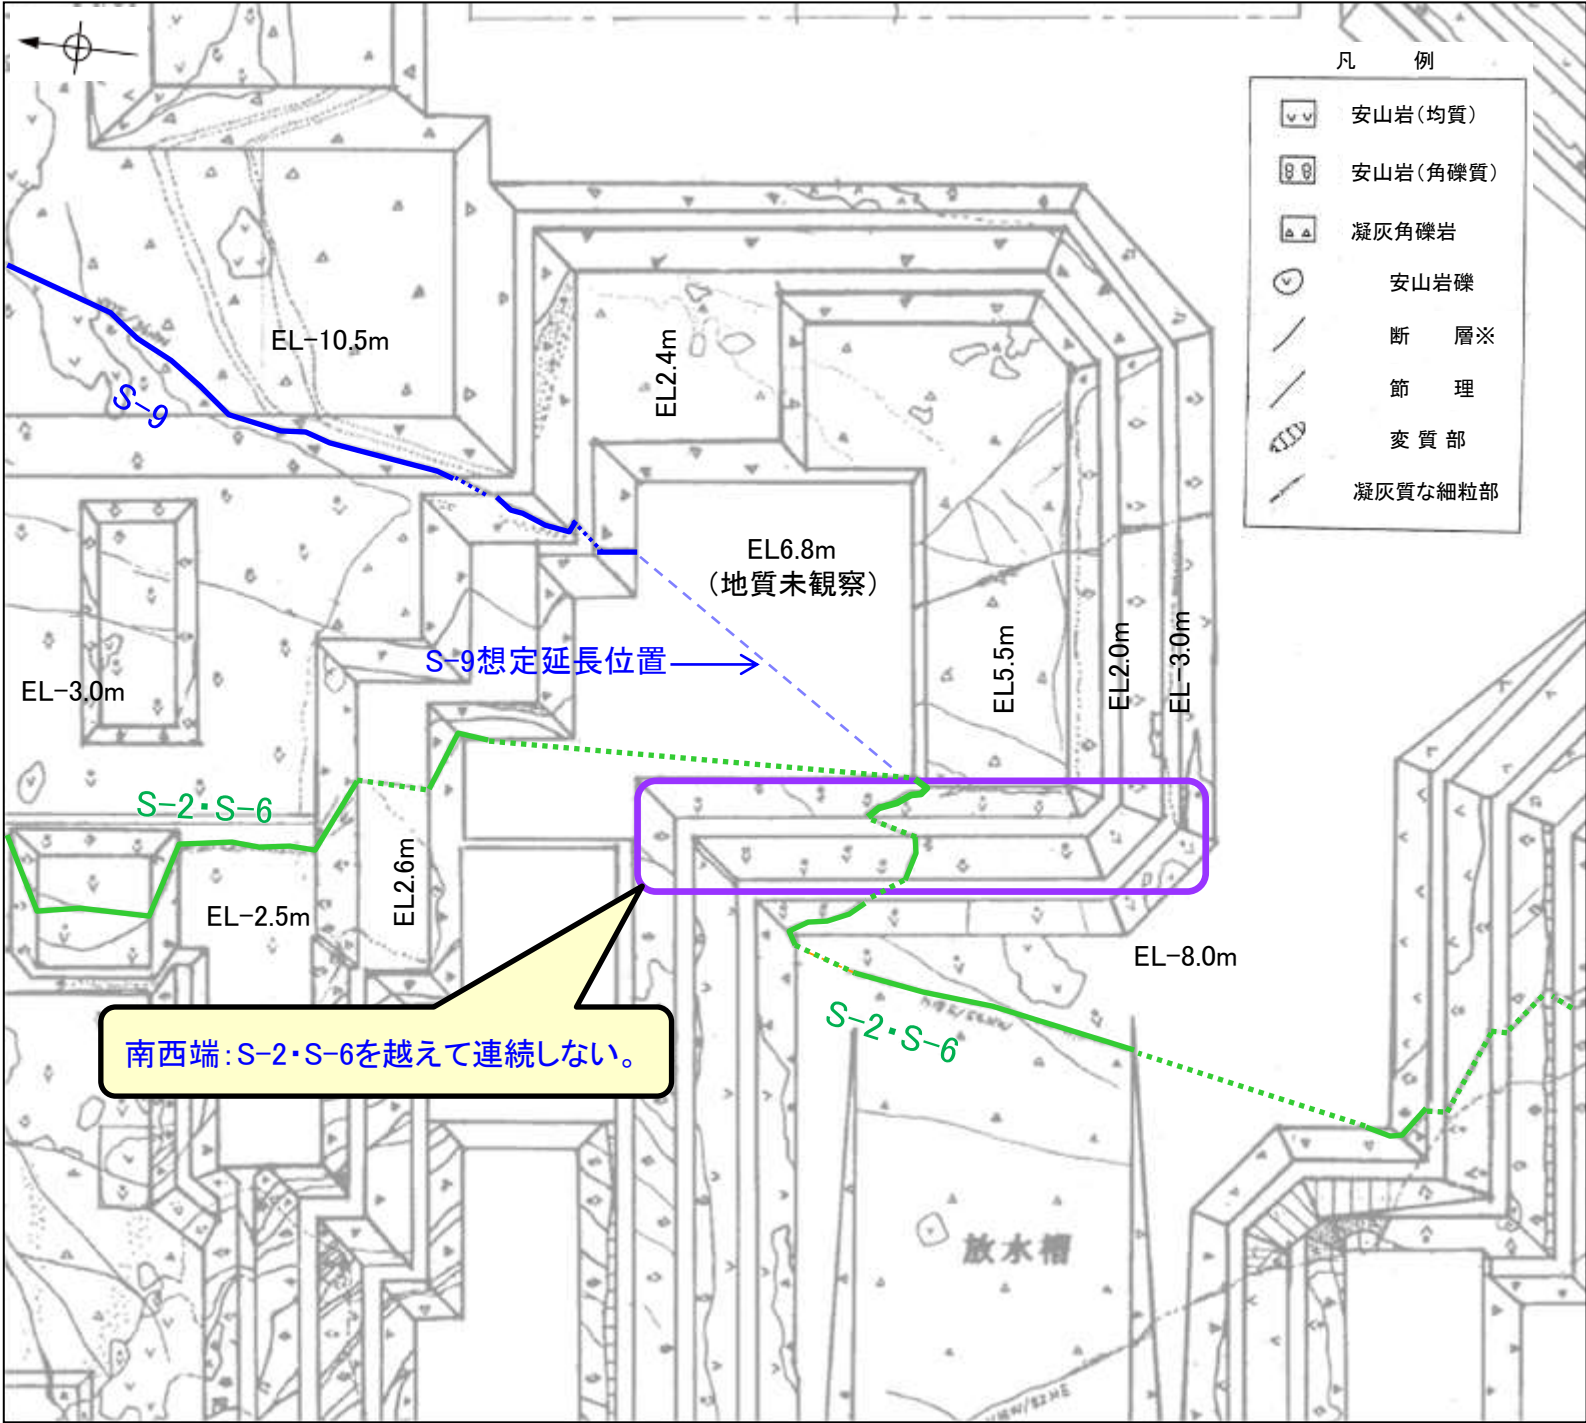 凡 例
安山岩(均質)
安山岩(角礫質)
凝灰角礫岩
安山岩礫
断 層※
節 理
変 質 部
凝灰質な細粒部
EL-10.5m
S-9
EL2.4m
EL6.8m
(地質未観察)
S-9想定延長位置
EL5.5m
EL2.0m
EL-3.0m
EL-3.0m
S-2・S-6
EL-2.5m
EL2.6m
EL-8.0m
S-2・S-6
南西端:S-2・S-6を越えて連続しない。
放水槽